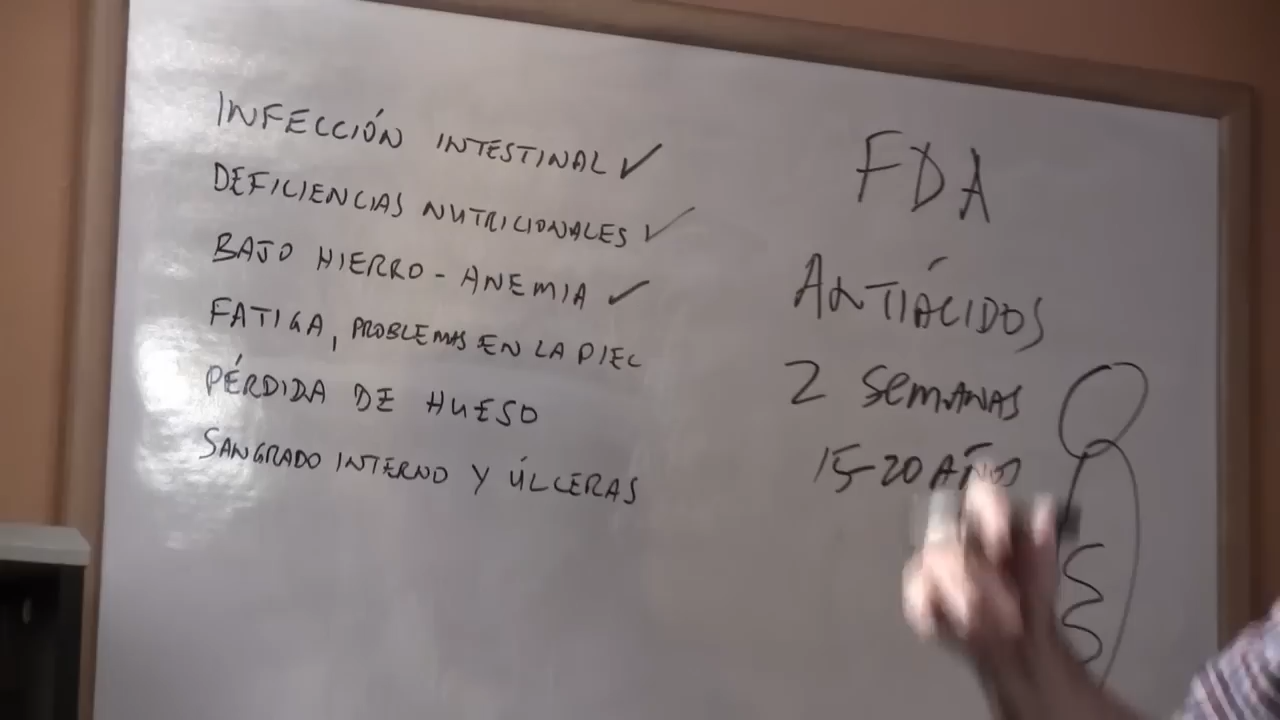 INFECCIÓN INTESTINAL ✓
DEFICIENCIAS NUTRICIONALES ✓
BAJO HIERRO - ANEMIA ✓
FATIGA, PROBLEMAS EN LA PIEL
PÉRDIDA DE HUESO
SANGRADO INTERNO Y ÚLCERAS
FDA
ANTIÁCIDOS
2 SEMANAS
15-20 AÑOS